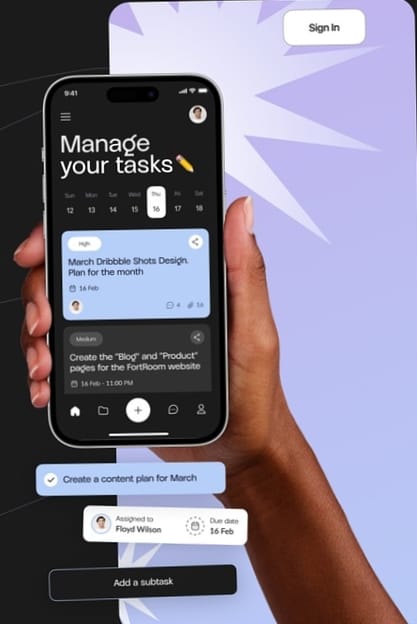 Sign In
9:41
Manage
your tasks✏️
Sun Mon Tue Wed Thu Fri Sat
12 13 14 15 16 17 18
High
March Dribbble Shots Design.
Plan for the month
16 Feb
4 16
Medium
Create the "Blog" and "Product"
pages for the FortRoom website
16 Feb - 11:00 PM
Create a content plan for March
Assigned to
Floyd Wilson
Due date
16 Feb
Add a subtask